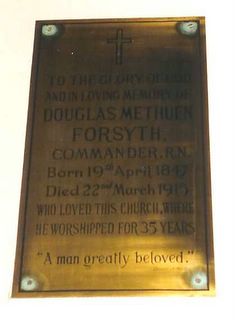 TO THE GLORY OF GOD
AND IN LOVING MEMORY OF
DOUGLAS METHUEN
FORSYTH,
COMMANDER, R.N.
Born 19th April 1847
Died 22nd March 1915
WHO LOVED THIS CHURCH, WHERE
HE WORSHIPPED FOR 35 YEARS
"A man greatly beloved."